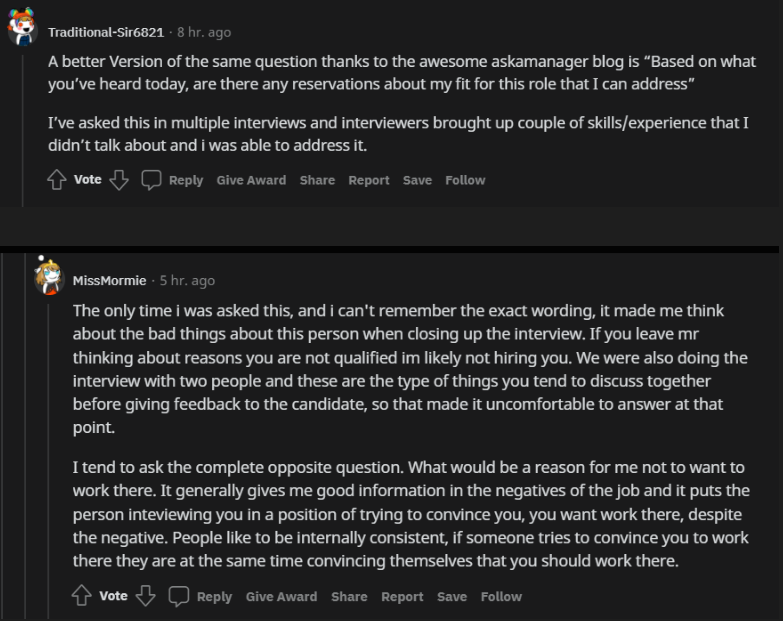 Traditional-Sir6821 · 8 hr. ago
A better Version of the same question thanks to the awesome askamanager blog is “Based on what
you’ve heard today, are there any reservations about my fit for this role that I can address”
I’ve asked this in multiple interviews and interviewers brought up couple of skills/experience that I
didn’t talk about and i was able to address it.
Vote Reply Give Award Share Report Save Follow
MissMormie · 5 hr. ago
The only time i was asked this, and i can't remember the exact wording, it made me think
about the bad things about this person when closing up the interview. If you leave mr
thinking about reasons you are not qualified im likely not hiring you. We were also doing the
interview with two people and these are the type of things you tend to discuss together
before giving feedback to the candidate, so that made it uncomfortable to answer at that
point.
I tend to ask the complete opposite question. What would be a reason for me not to want to
work there. It generally gives me good information in the negatives of the job and it puts the
person inteviewing you in a position of trying to convince you, you want work there, despite
the negative. People like to be internally consistent, if someone tries to convince you to work
there they are at the same time convincing themselves that you should work there.
Vote Reply Give Award Share Report Save Follow